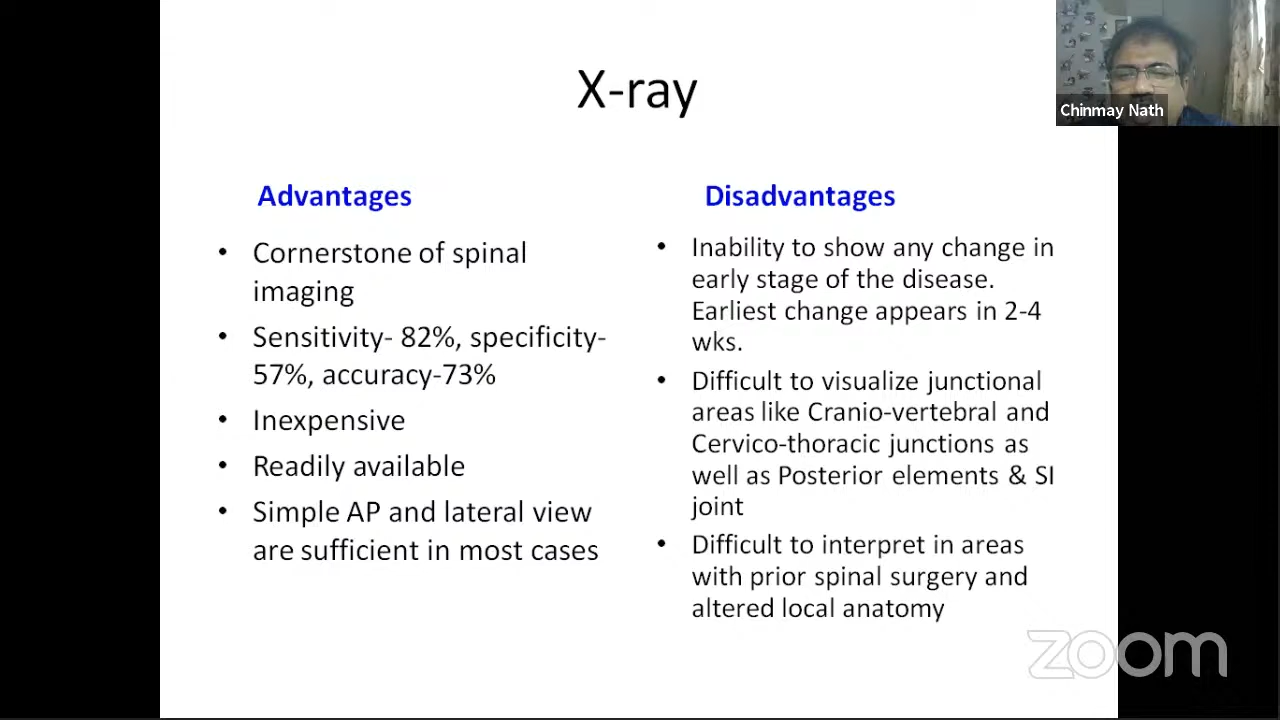 X-ray
Chinmay Nath
Advantages
• Cornerstone of spinal
imaging
• Sensitivity- 82%, specificity-
57%, accuracy-73%
• Inexpensive
• Readily available
• Simple AP and lateral view
are sufficient in most cases
Disadvantages
• Inability to show any change in
early stage of the disease.
Earliest change appears in 2-4
wks.
• Difficult to visualize junctional
areas like Cranio-vertebral and
Cervico-thoracic junctions as
well as Posterior elements & SI
joint
• Difficult to interpret in areas
with prior spinal surgery and
altered local anatomy
zoom